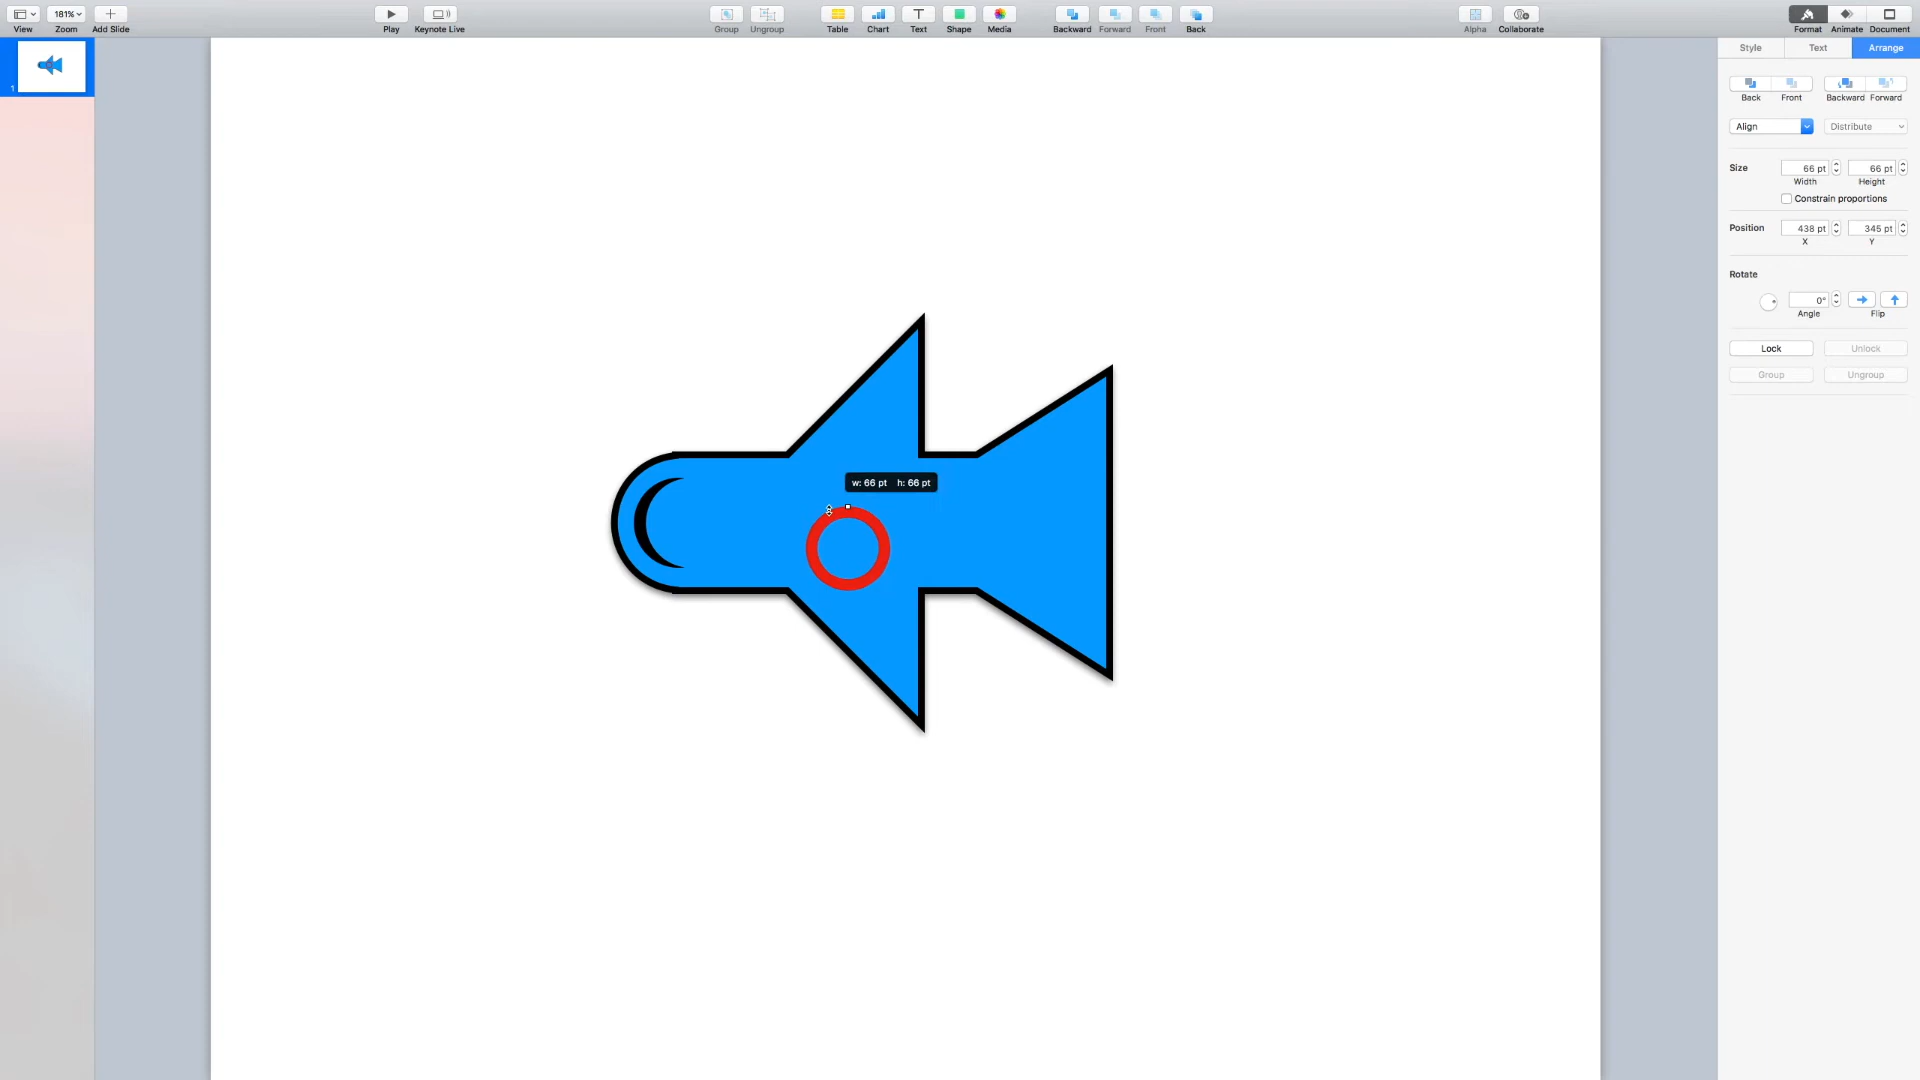 181%
View Zoom Add Slide Play Keynote Live Group Ungroup Table Chart Text Shape Media Backward Forward Front Back Alpha Collaborate Format Animate Document
Style Text Arrange
1
Back Front Backward Forward
Align Distribute
Size 66 pt 66 pt
Width Height
Constrain proportions
Position 438 pt 345 pt
X Y
Rotate
0°
Angle Flip
Lock Unlock
Group Ungroup
w: 66 pt h: 66 pt